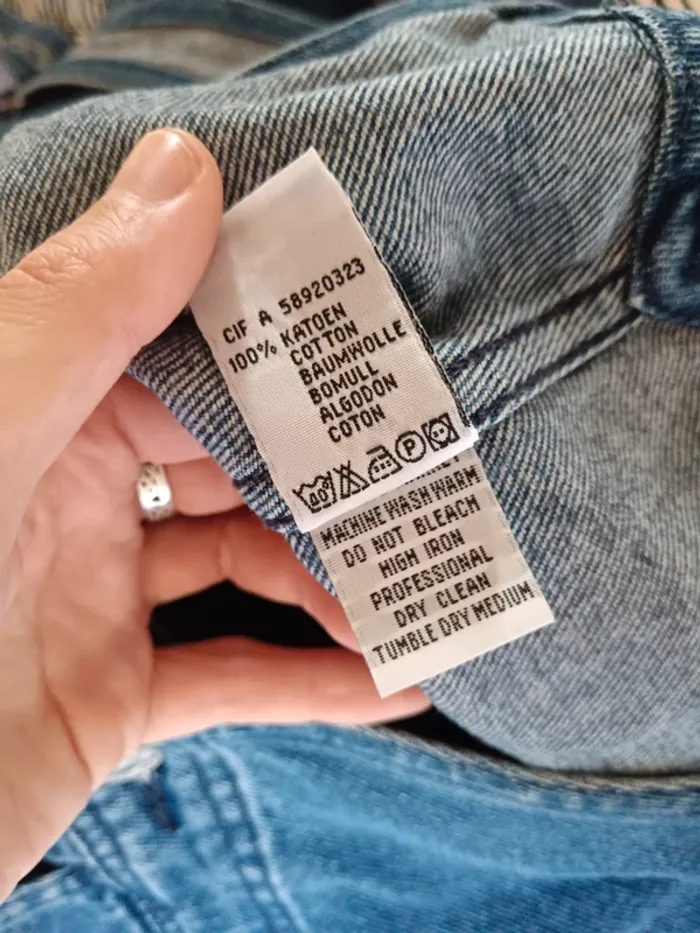 CIF A 58920323
100% KATOEN
COTTON
BAUMWOLLE
BOMULL
ALGODON
COTON
40 P
MACHINE WASH WARM
DO NOT BLEACH
HIGH IRON
PROFESSIONAL
DRY CLEAN
TUMBLE DRY MEDIUM